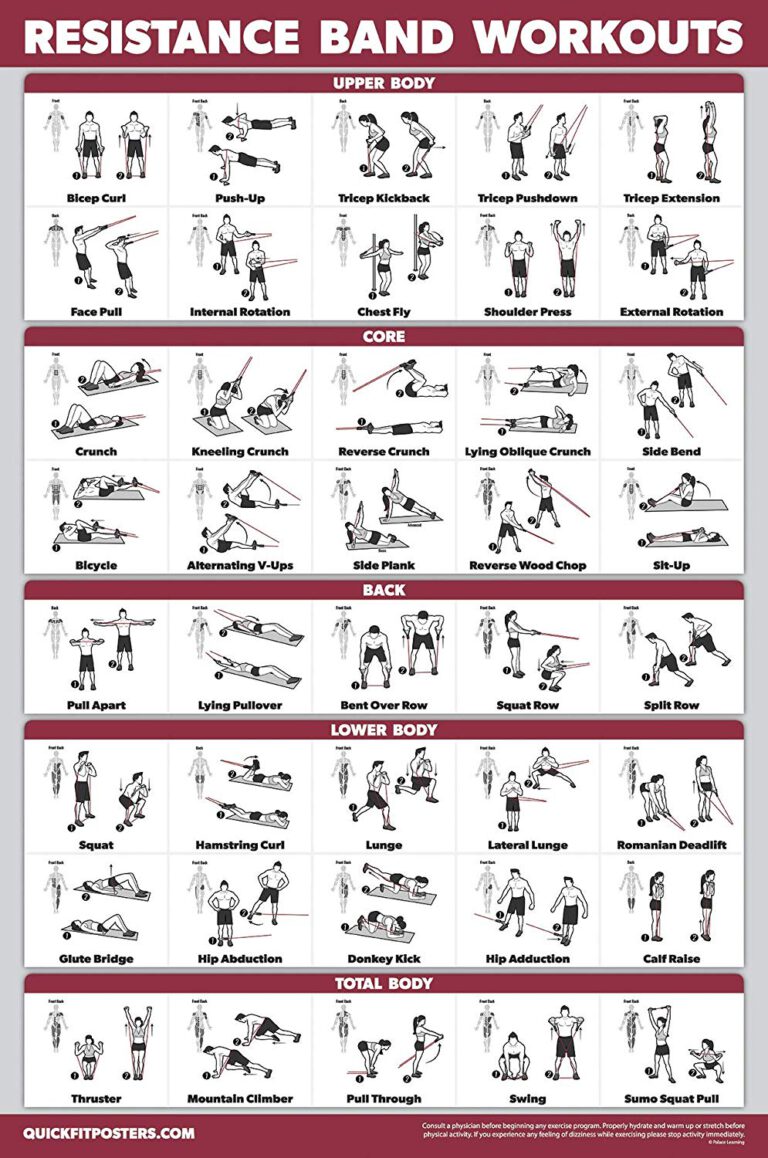 RESISTANCE BAND WORKOUTS
UPPER BODY
Bicep Curl
Push-Up
Tricep Kickback
Tricep Pushdown
Tricep Extension
Face Pull
Internal Rotation
Chest Fly
Shoulder Press
External Rotation
CORE
Crunch
Kneeling Crunch
Reverse Crunch
Lying Oblique Crunch
Side Bend
Bicycle
Alternating V-Ups
Side Plank
Reverse Wood Chop
Sit-Up
BACK
Pull Apart
Lying Pullover
Bent Over Row
Squat Row
Split Row
LOWER BODY
Squat
Hamstring Curl
Lunge
Lateral Lunge
Romanian Deadlift
Glute Bridge
Hip Abduction
Donkey Kick
Hip Adduction
Calf Raise
TOTAL BODY
Thruster
Mountain Climber
Pull Through
Swing
Sumo Squat Pull
QUICKFITPOSTERS.COM
Consult a physician before beginning any exercise program. Properly hydrate and warm up or stretch before
physical activity. If you experience any feeling of dizziness while exercising please stop activity immediately.
© Palace Learning